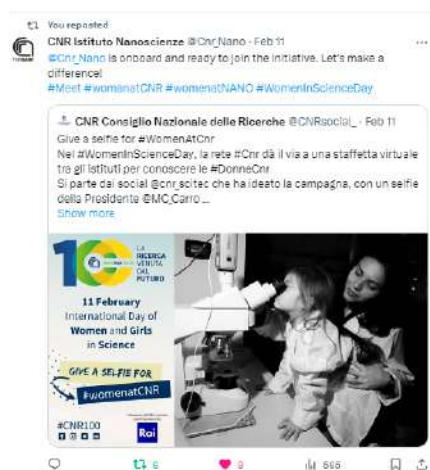 You reposted
CNR Istituto Nanoscienze @Cnr_Nano · Feb 11
@Cnr_Nano is onboard and ready to join the initiative. Let's make a
difference!
#Meet #womanatCNR #womenatNANO #WomenInScienceDay
CNR Consiglio Nazionale delle Ricerche @CNRsocial_ · Feb 11
Give a selfie for #WomenAtCnr
Nel #WomenInScienceDay, la rete #Cnr dà il via a una staffetta virtuale
tra gli istituti per conoscere le #DonneCnr
Si parte dai social @cnr_scitec che ha ideato la campagna, con un selfie
della Presidente @MC_Carro ...
Show more
100
LA
RICERCA
VENUTA
DAL
FUTURO
11 February
International Day of
Women and Girls
in Science
GIVE A SELFIE FOR
#womenatCNR
#CNR100
Rai
6
9
565